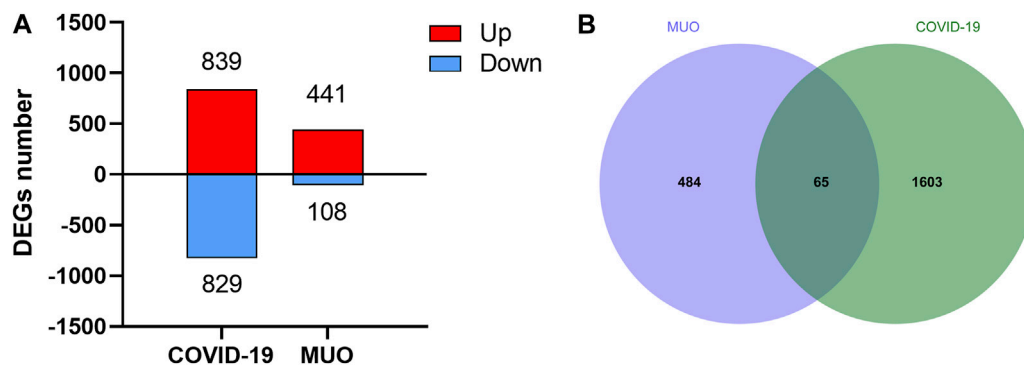 A
DEGs number
1500
1000
500
0
-500
-1000
-1500
839
441
829
108
COVID-19 MUO
Up
Down
B
MUO
COVID-19
484
65
1603